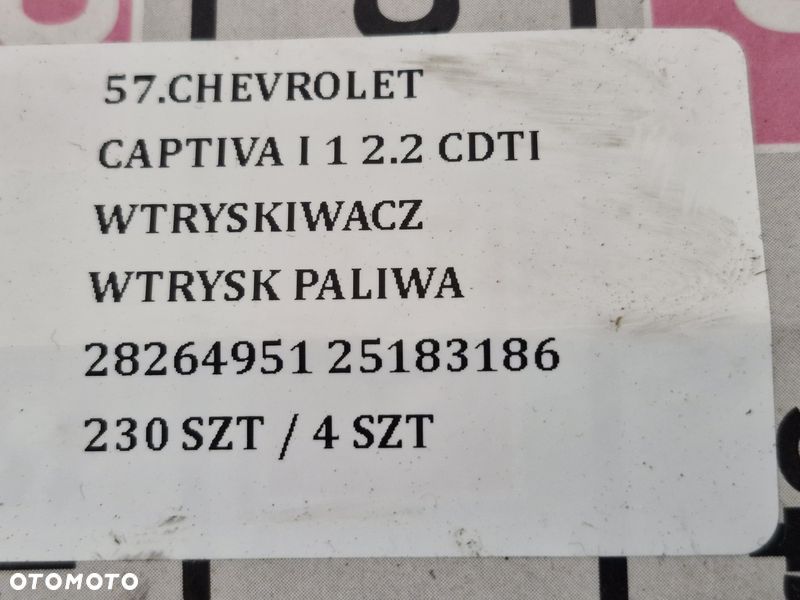 57.CHEVROLET
CAPTIVA I 1 2.2 CDTI
WTRYSKIWACZ
WTRYSK PALIWA
28264951 25183186
230 SZT / 4 SZT
OTOMOTO